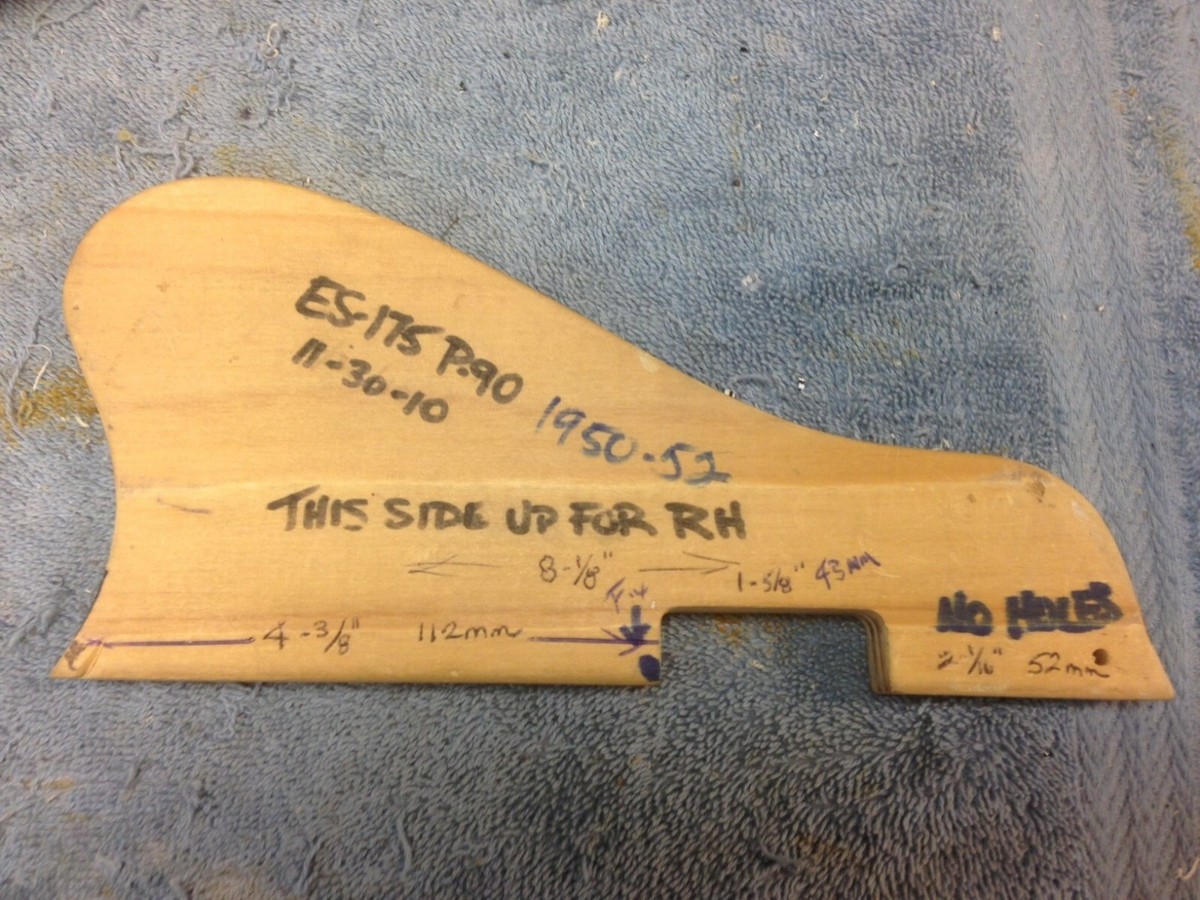 ES-175 P-90
11-30-10
1950-52
THIS SIDE UP FOR RH
8-1/8"
1-5/8" 43mm
4-3/8" 112mm
NO HOLES
2-1/16" 52mm